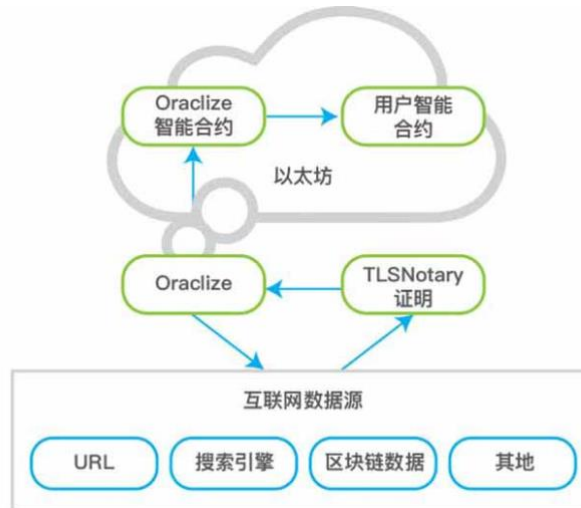 Oraclize
智能合约
用户智能
合约
以太坊
Oraclize
TLSNotary
证明
互联网数据源
URL
搜索引擎
区块链数据
其地